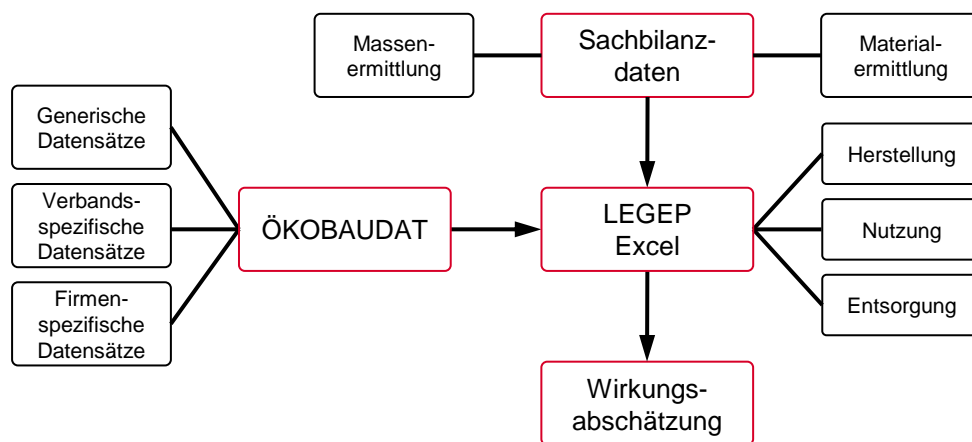 Massen-
ermittlung
Sachbilanz-
daten
Material-
ermittlung
Generische
Datensätze
Verbands-
spezifische
Datensätze
Firmen-
spezifische
Datensätze
ÖKOBAUDAT
LEGEP
Excel
Herstellung
Nutzung
Entsorgung
Wirkungs-
abschätzung